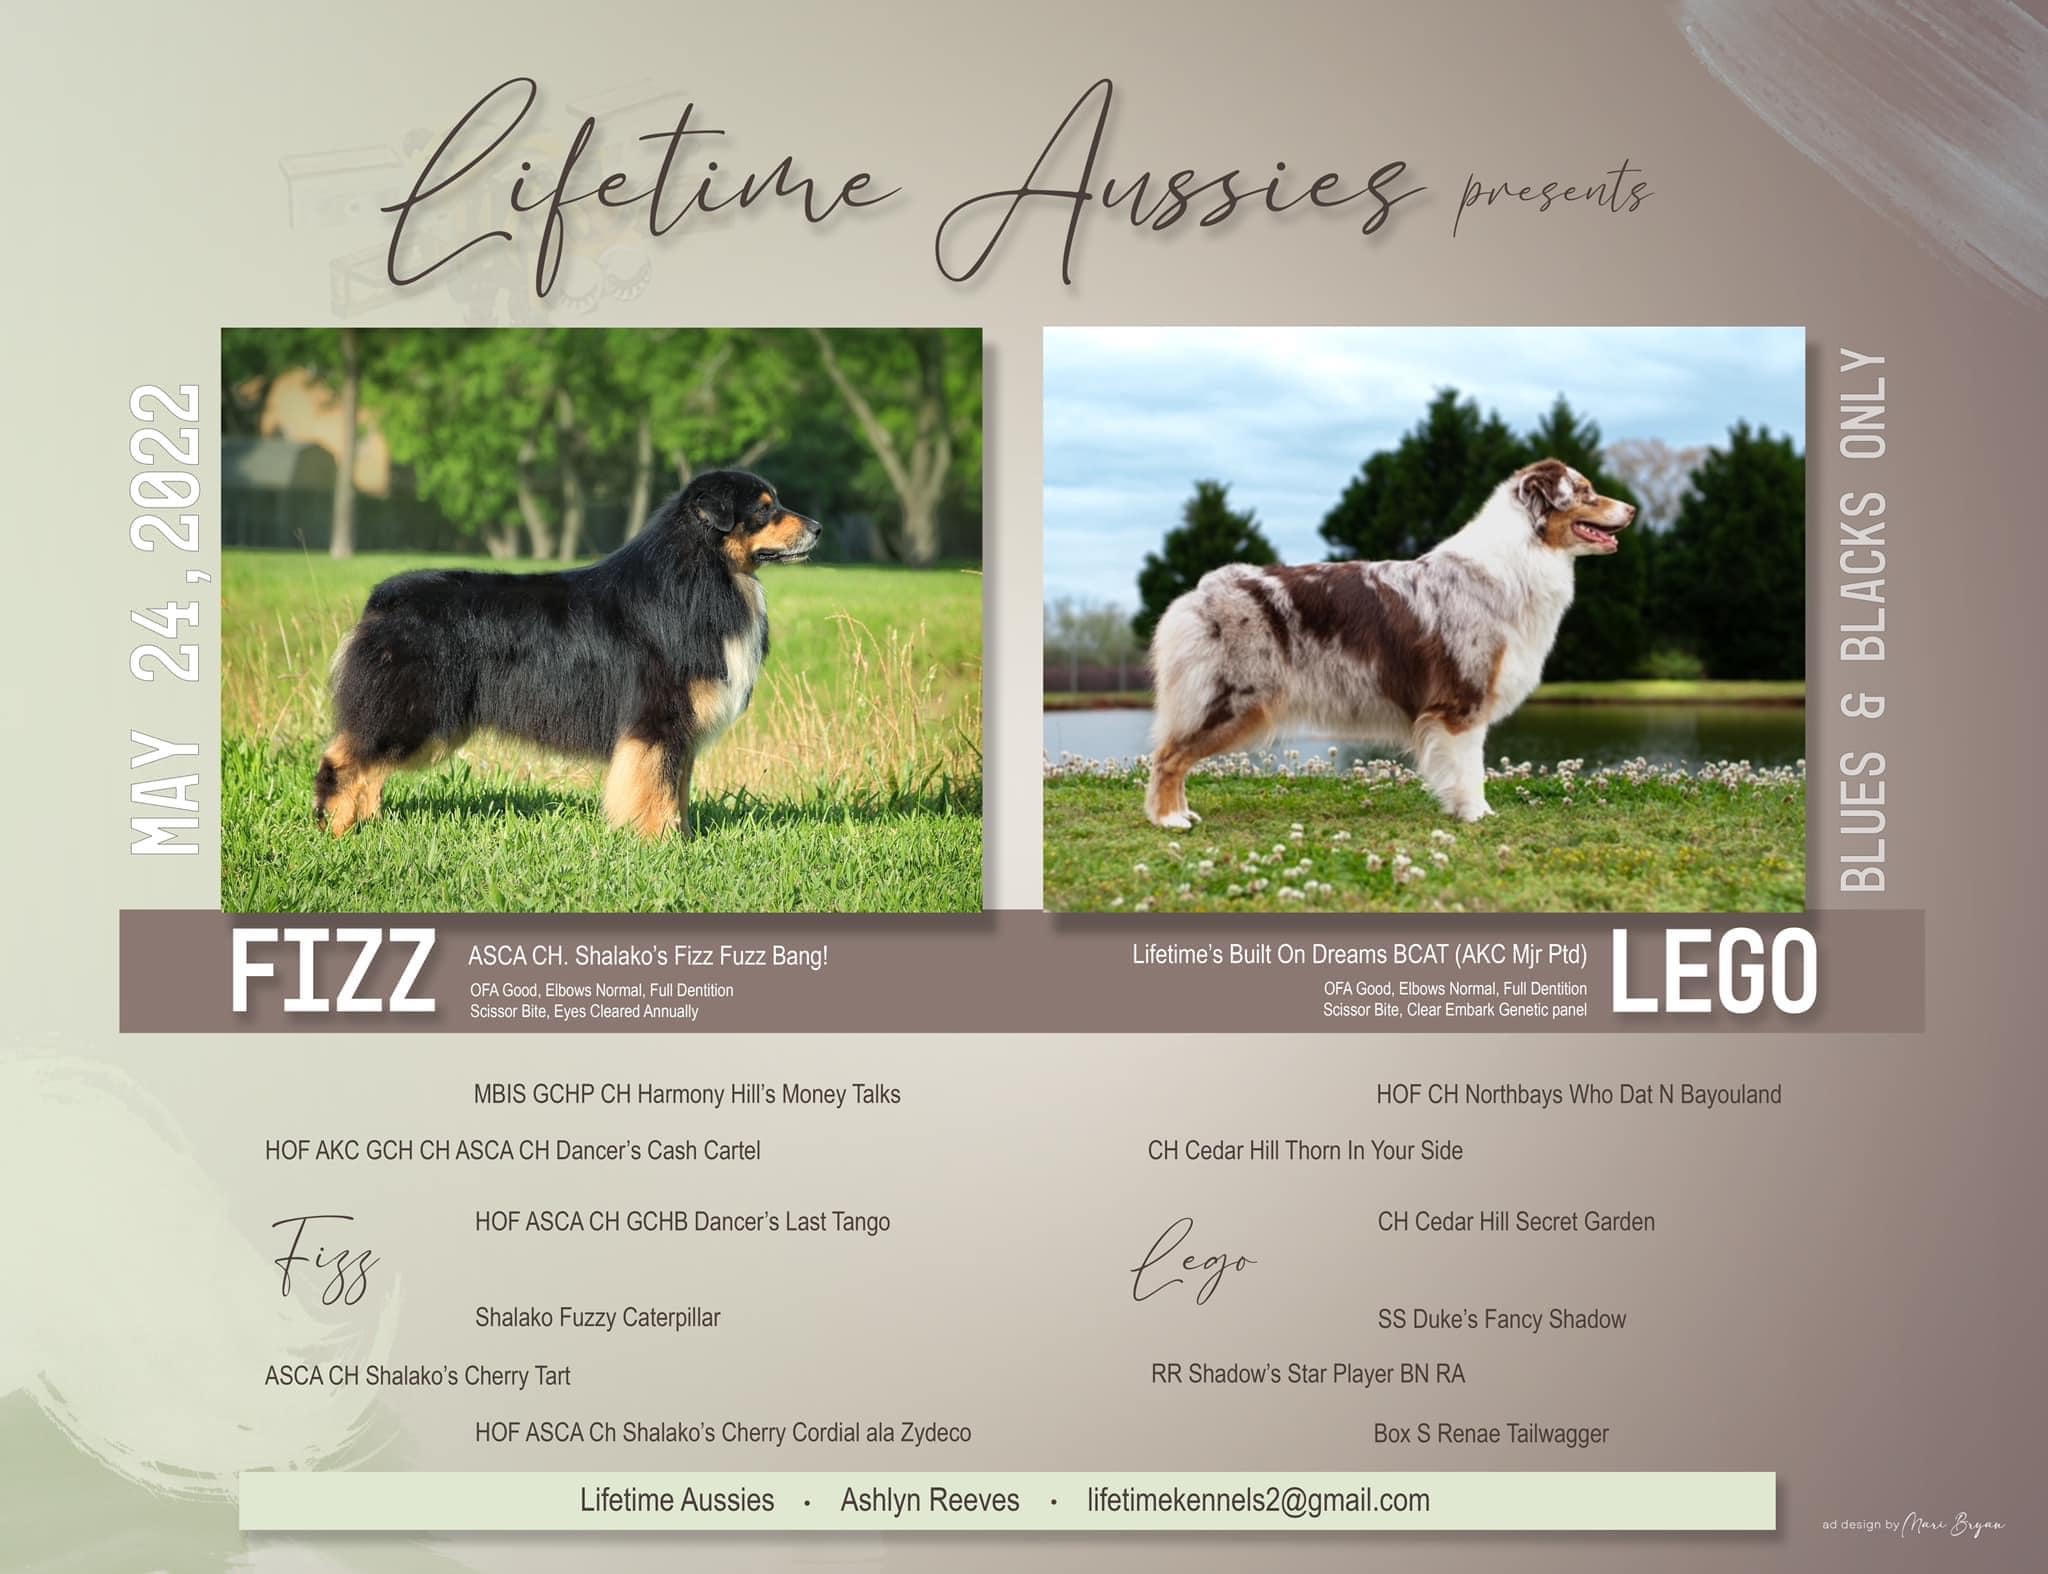 Lifetime Aussies presents
MAY 24, 2022
BLUES & BLACKS ONLY
FIZZ
ASCA CH. Shalako's Fizz Fuzz Bang!
OFA Good, Elbows Normal, Full Dentition
Scissor Bite, Eyes Cleared Annually
Lifetime's Built On Dreams BCAT (AKC Mjr Ptd)
OFA Good, Elbows Normal, Full Dentition
Scissor Bite, Clear Embark Genetic panel
LEGO
MBIS GCHP CH Harmony Hill's Money Talks
HOF AKC GCH CH ASCA CH Dancer's Cash Cartel
HOF ASCA CH GCHB Dancer's Last Tango
Fizz
Shalako Fuzzy Caterpillar
ASCA CH Shalako's Cherry Tart
HOF ASCA Ch Shalako's Cherry Cordial ala Zydeco
HOF CH Northbays Who Dat N Bayouland
CH Cedar Hill Thorn In Your Side
CH Cedar Hill Secret Garden
Lego
SS Duke's Fancy Shadow
RR Shadow's Star Player BN RA
Box S Renae Tailwagger
Lifetime Aussies • Ashlyn Reeves • lifetimekennels2@gmail.com
ad design by Mari Bryan